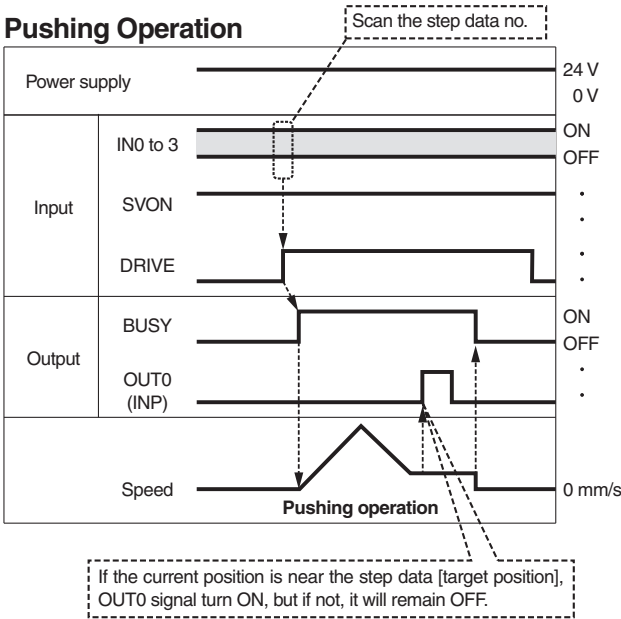 Pushing Operation
Scan the step data no.
Power supply
24 V
0 V
Input
IN0 to 3
ON
OFF
SVON
DRIVE
Output
BUSY
ON
OFF
OUT0
(INP)
Speed
0 mm/s
Pushing operation
If the current position is near the step data [target position],
OUT0 signal turn ON, but if not, it will remain OFF.